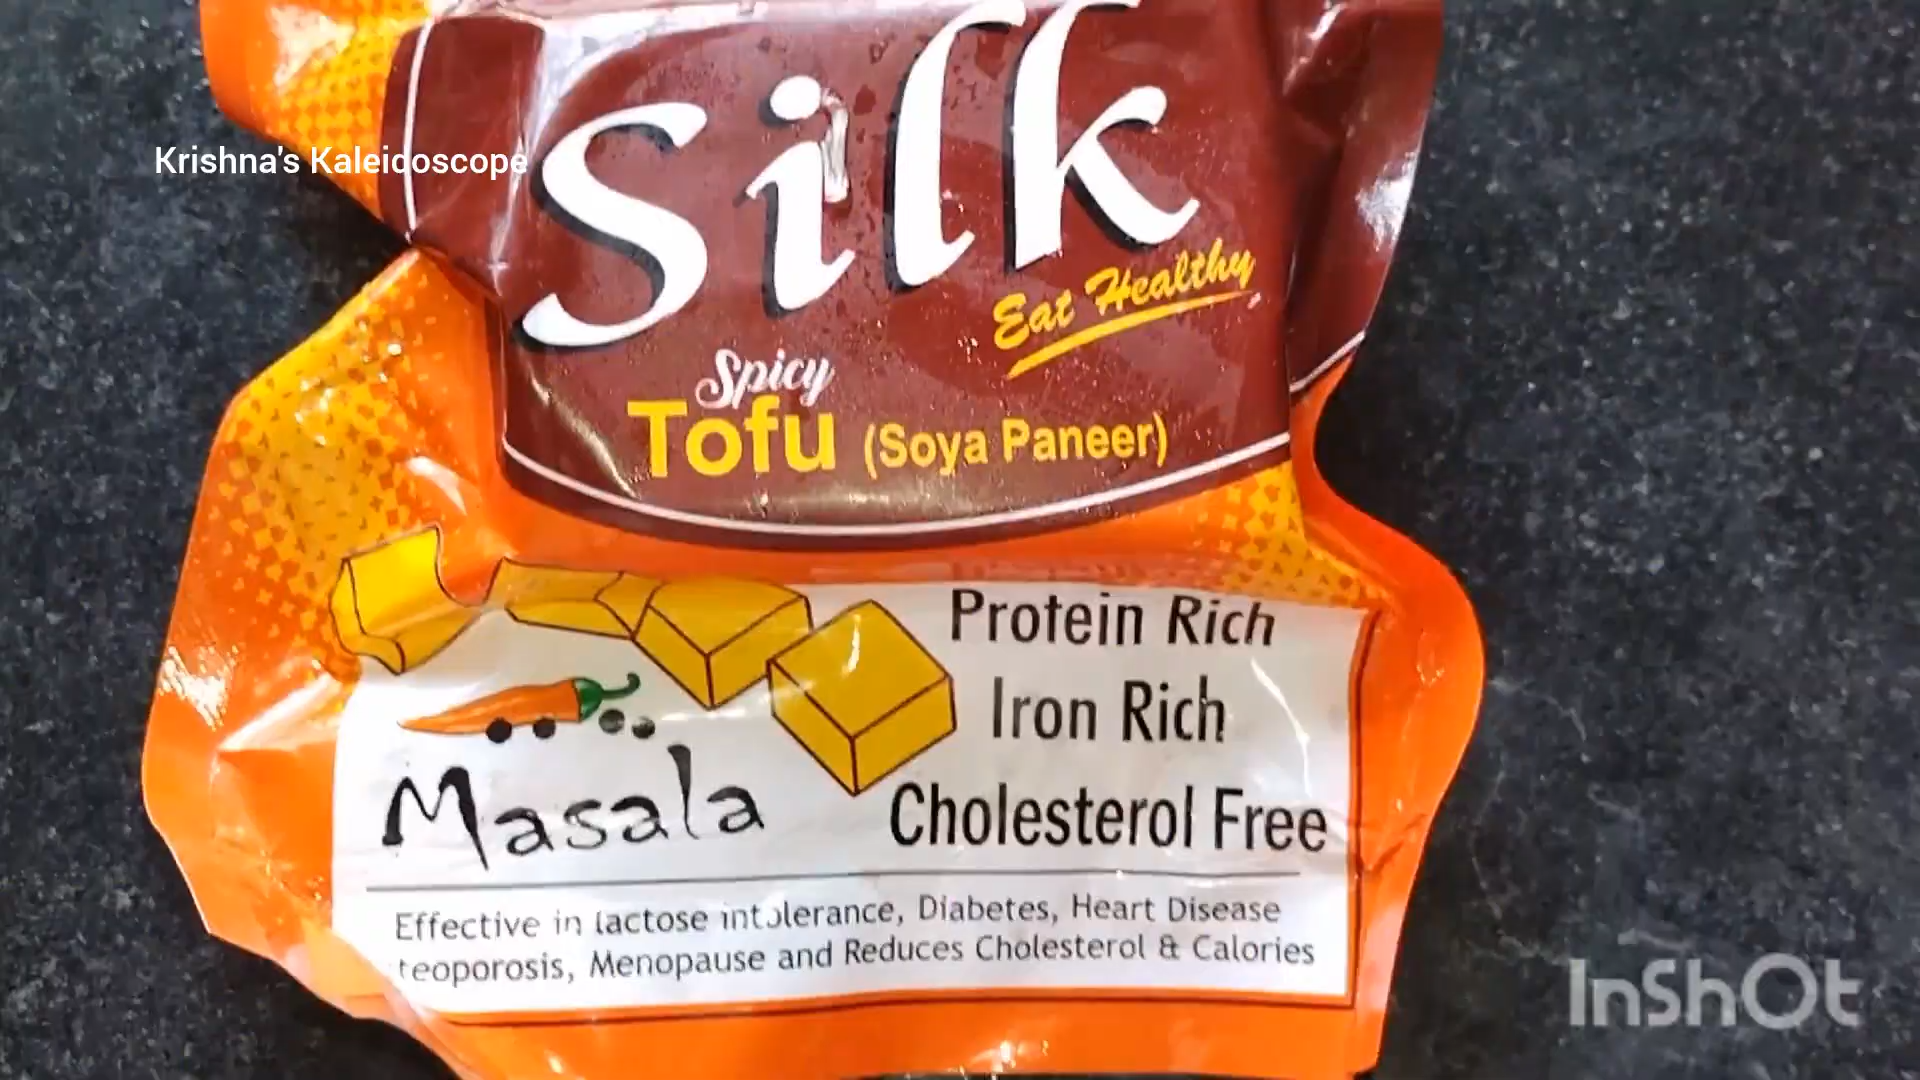 Silk
Krishna's Kaleidoscope
Eat Healthy
Spicy
Tofu (Soya Paneer)
Protein Rich
Iron Rich
Masala
Cholesterol Free
Effective in lactose intolerance, Diabetes, Heart Disease
teoporosis, Menopause and Reduces Cholesterol & Calories
InShOt